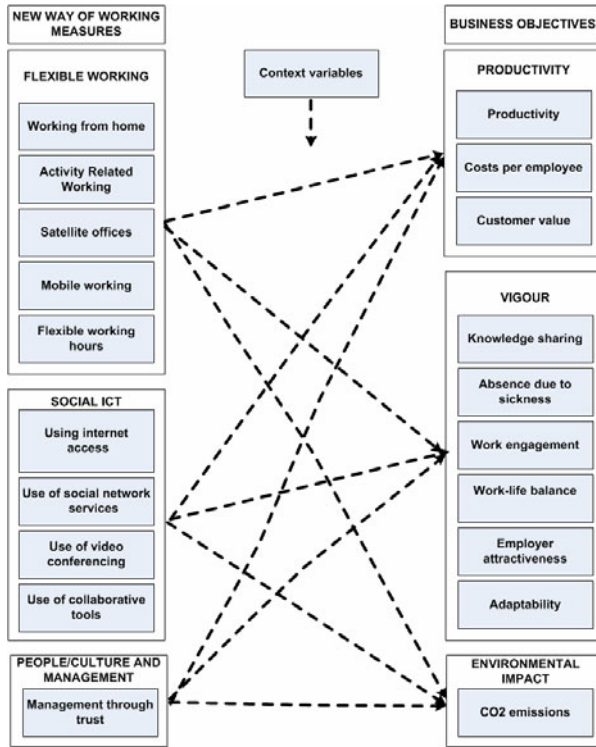 NEW WAY OF WORKING
MEASURES
FLEXIBLE WORKING
Working from home
Activity Related
Working
Satellite offices
Mobile working
Flexible working
hours
SOCIAL ICT
Using internet
access
Use of social network
services
Use of video
conferencing
Use of collaborative
tools
PEOPLE/CULTURE AND
MANAGEMENT
Management through
trust
Context variables
BUSINESS OBJECTIVES
PRODUCTIVITY
Productivity
Costs per employee
Customer value
VIGOUR
Knowledge sharing
Absence due to
sickness
Work engagement
Work-life balance
Employer
attractiveness
Adaptability
ENVIRONMENTAL
IMPACT
CO2 emissions